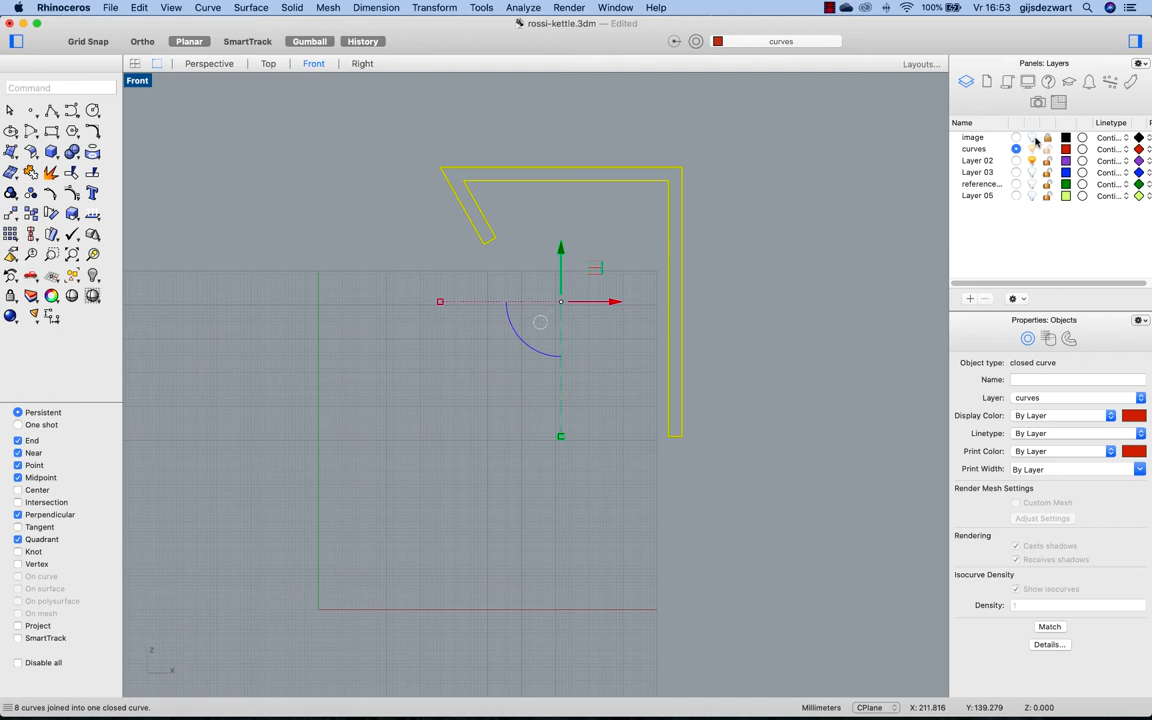 Rhinoceros File Edit View Curve Surface Solid Mesh Dimension Transform Tools Analyze Render Window Help 100% Vr 16:53 gijsdezwart
rossi-kettle.3dm — Edited
Grid Snap Ortho Planar SmartTrack Gumball History curves
Perspective Top Front Right Layouts... Panels: Layers
Front
Command
Name Linetype P
image Conti...
curves Conti...
Layer 02 Conti...
Layer 03 Conti...
reference... Conti...
Layer 05 Conti...
Properties: Objects
Object type: closed curve
Name:
Layer: curves
Display Color: By Layer
Linetype: By Layer
Print Color: By Layer
Print Width: By Layer
Render Mesh Settings
Custom Mesh
Adjust Settings
Rendering
Casts shadows
Receives shadows
Isocurve Density
Show isocurves
Density: 1
Match
Details...
Persistent
One shot
End
Near
Point
Midpoint
Center
Intersection
Perpendicular
Tangent
Quadrant
Knot
Vertex
On curve
On surface
On polysurface
On mesh
Project
SmartTrack
Disable all
z
x
8 curves joined into one closed curve. Millimeters CPlane X: 211.816 Y: 139.279 Z: 0.000